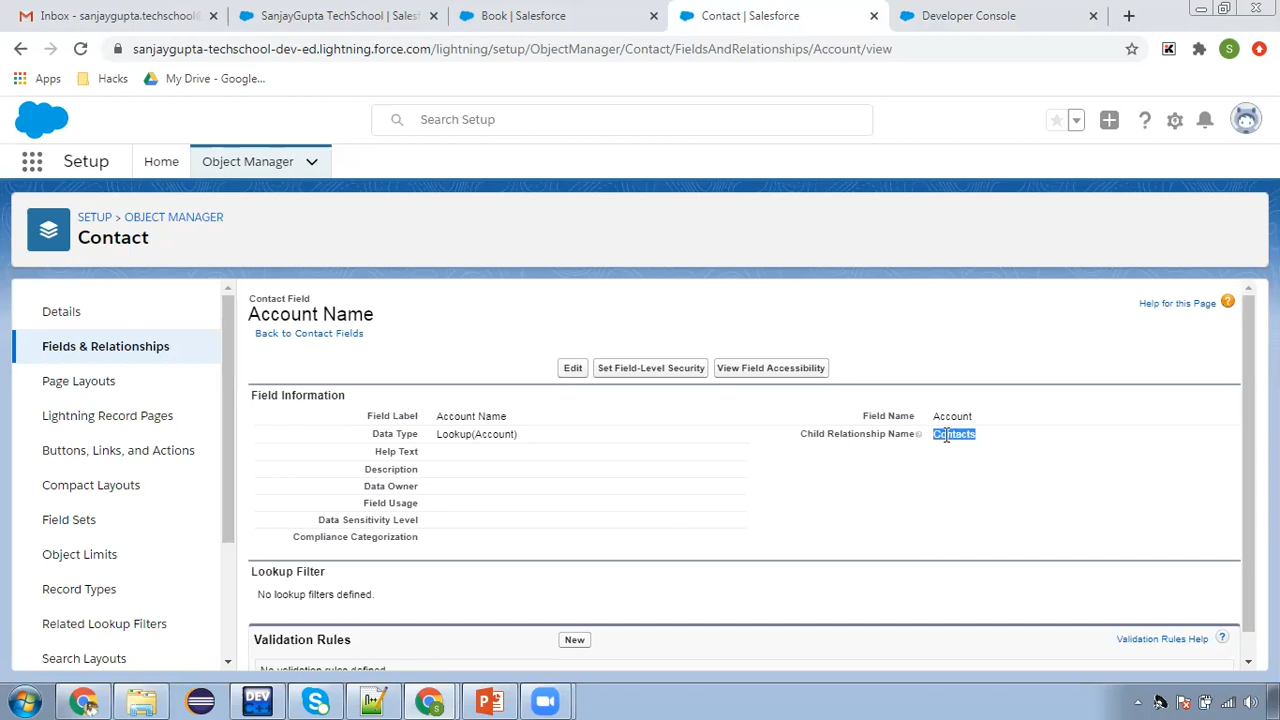 Inbox - sanjaygupta.techschool@
SanjayGupta TechSchool | Salest
Book | Salesforce
Contact | Salesforce
Developer Console
sanjaygupta-techschool-dev-ed.lightning.force.com/lightning/setup/ObjectManager/Contact/FieldsAndRelationships/Account/view
S
Apps
Hacks
My Drive - Google...
Search Setup
Setup
Home
Object Manager
SETUP > OBJECT MANAGER
Contact
Details
Fields & Relationships
Page Layouts
Lightning Record Pages
Buttons, Links, and Actions
Compact Layouts
Field Sets
Object Limits
Record Types
Related Lookup Filters
Search Layouts
Contact Field
Account Name
Back to Contact Fields
Help for this Page
Edit
Set Field-Level Security
View Field Accessibility
Field Information
Field Label Account Name
Field Name Account
Data Type Lookup(Account)
Child Relationship Name Contacts
Help Text
Description
Data Owner
Field Usage
Data Sensitivity Level
Compliance Categorization
Lookup Filter
No lookup filters defined.
Validation Rules
New
Validation Rules Help
No validation rules defined.
DEV